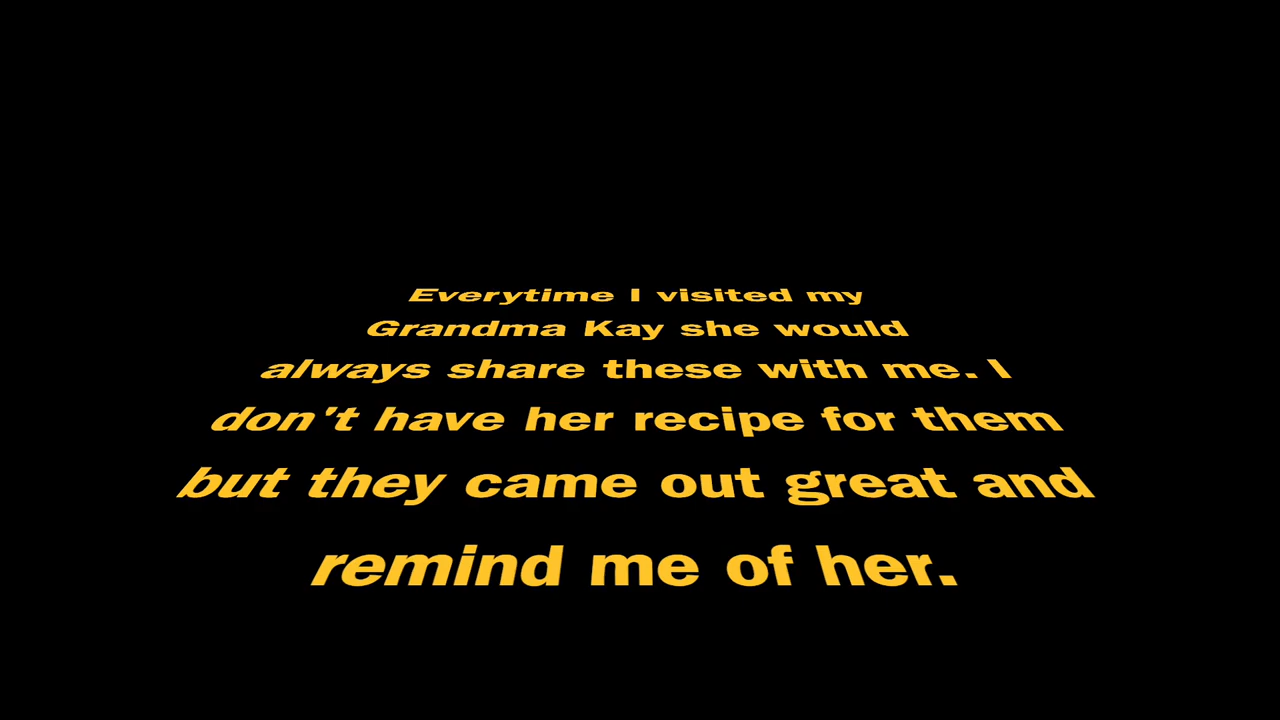 Everytime I visited my
Grandma Kay she would
always share these with me. I
don't have her recipe for them
but they came out great and
remind me of her.